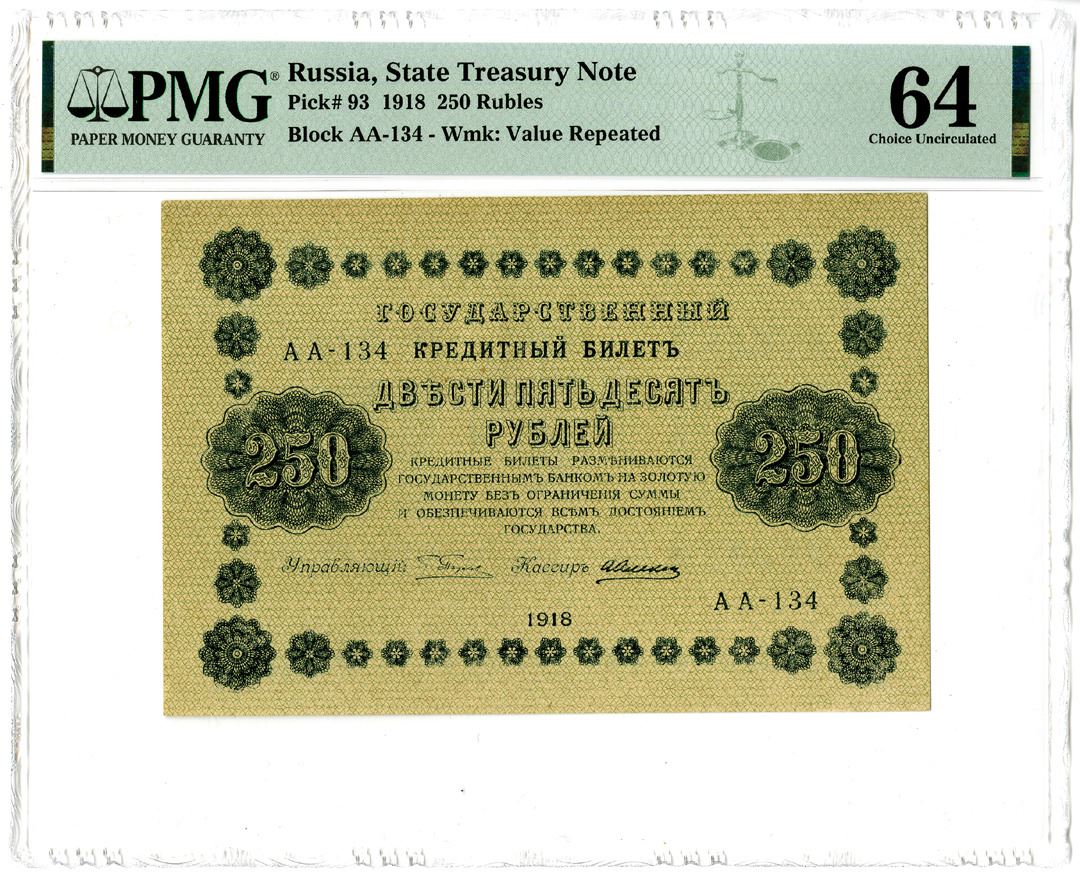 PMG®
PAPER MONEY GUARANTY
Russia, State Treasury Note
Pick# 93 1918 250 Rubles
Block AA-134 - Wmk: Value Repeated
64
Choice Uncirculated
ГОСУДАРСТВЕННЫЙ
АА-134 КРЕДИТНЫЙ БИЛЕТЪ
ДВѢСТИ ПЯТЬДЕСЯТЪ
РУБЛЕЙ
250
250
КРЕДИТНЫЕ БИЛЕТЫ РАЗМѢНИВАЮТСЯ
ГОСУДАРСТВЕННЫМЪ БАНКОМЪ НА ЗОЛОТУЮ
МОНЕТУ БЕЗЪ ОГРАНИЧЕНІЯ СУММЫ
И ОБЕЗПЕЧИВАЮТСЯ ВСѢМЪ ДОСТОЯНІЕМЪ
ГОСУДАРСТВА.
Управляющій Кассиръ
АА-134
1918